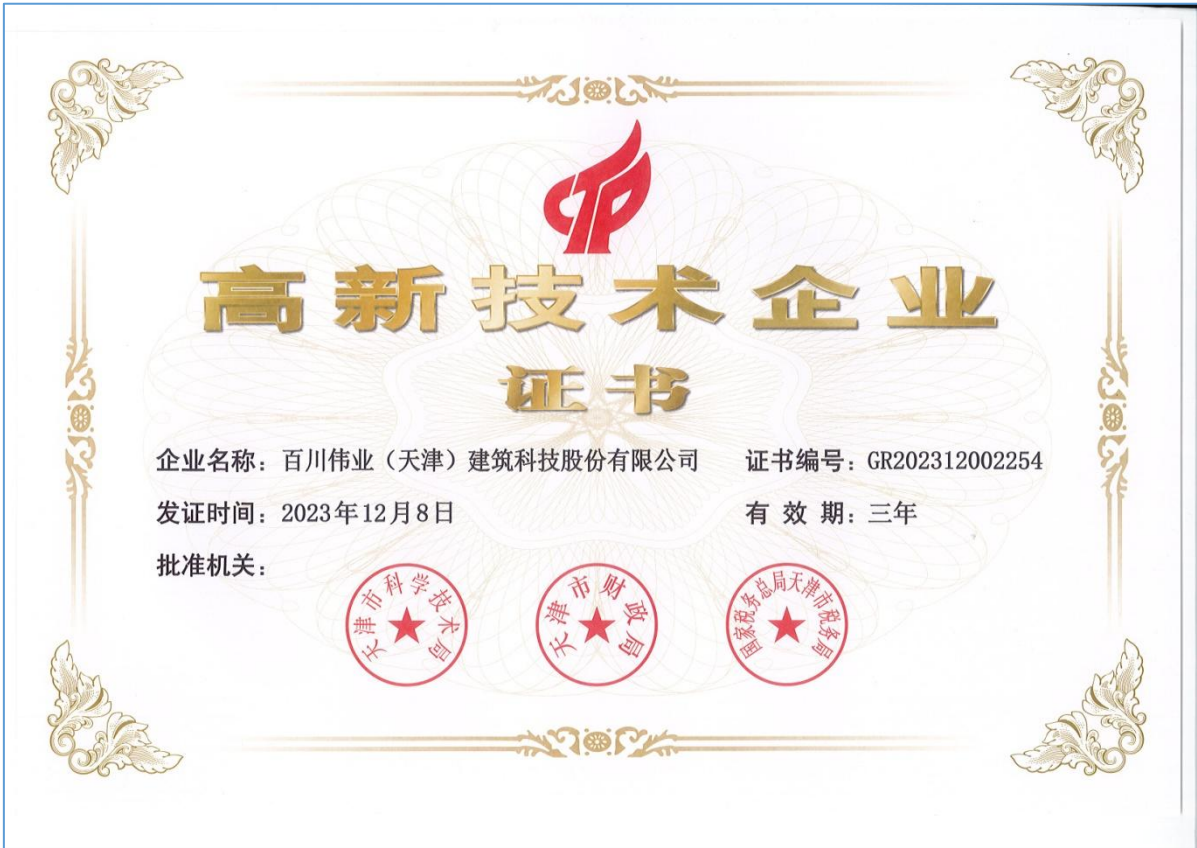 高新技术企业
证书
企业名称：百川伟业（天津）建筑科技股份有限公司 证书编号：GR202312002254
发证时间：2023年12月8日 有 效 期：三年
批准机关：
天津市科学技术局 天津市财政局 国家税务总局天津市税务局